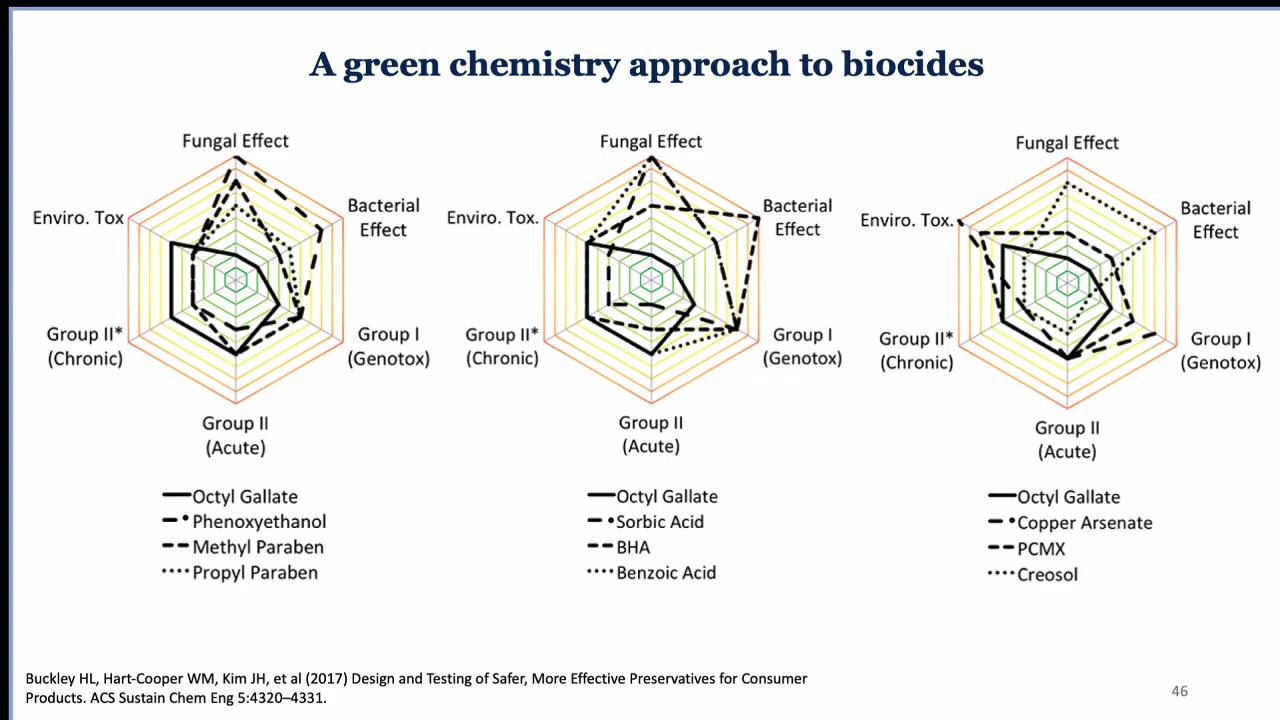 A green chemistry approach to biocides
Fungal Effect
Bacterial
Effect
Group I
(Genotox)
Group II
(Acute)
Group II*
(Chronic)
Enviro. Tox
Octyl Gallate
Phenoxyethanol
Methyl Paraben
Propyl Paraben
Fungal Effect
Bacterial
Effect
Group I
(Genotox)
Group II
(Acute)
Group II*
(Chronic)
Enviro. Tox.
Octyl Gallate
Sorbic Acid
BHA
Benzoic Acid
Fungal Effect
Bacterial
Effect
Group I
(Genotox)
Group II
(Acute)
Group II*
(Chronic)
Enviro. Tox.
Octyl Gallate
Copper Arsenate
PCMX
Creosol
Buckley HL, Hart-Cooper WM, Kim JH, et al (2017) Design and Testing of Safer, More Effective Preservatives for Consumer
Products. ACS Sustain Chem Eng 5:4320–4331.
46